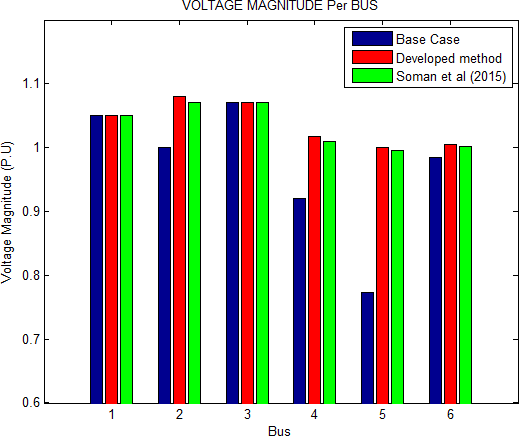 VOLTAGE MAGNITUDE Per BUS
Base Case
Developed method
Soman et al (2015)
Voltage Magnitude (P.U)
1.1
1
0.9
0.8
0.7
0.6
1 2 3 4 5 6
Bus